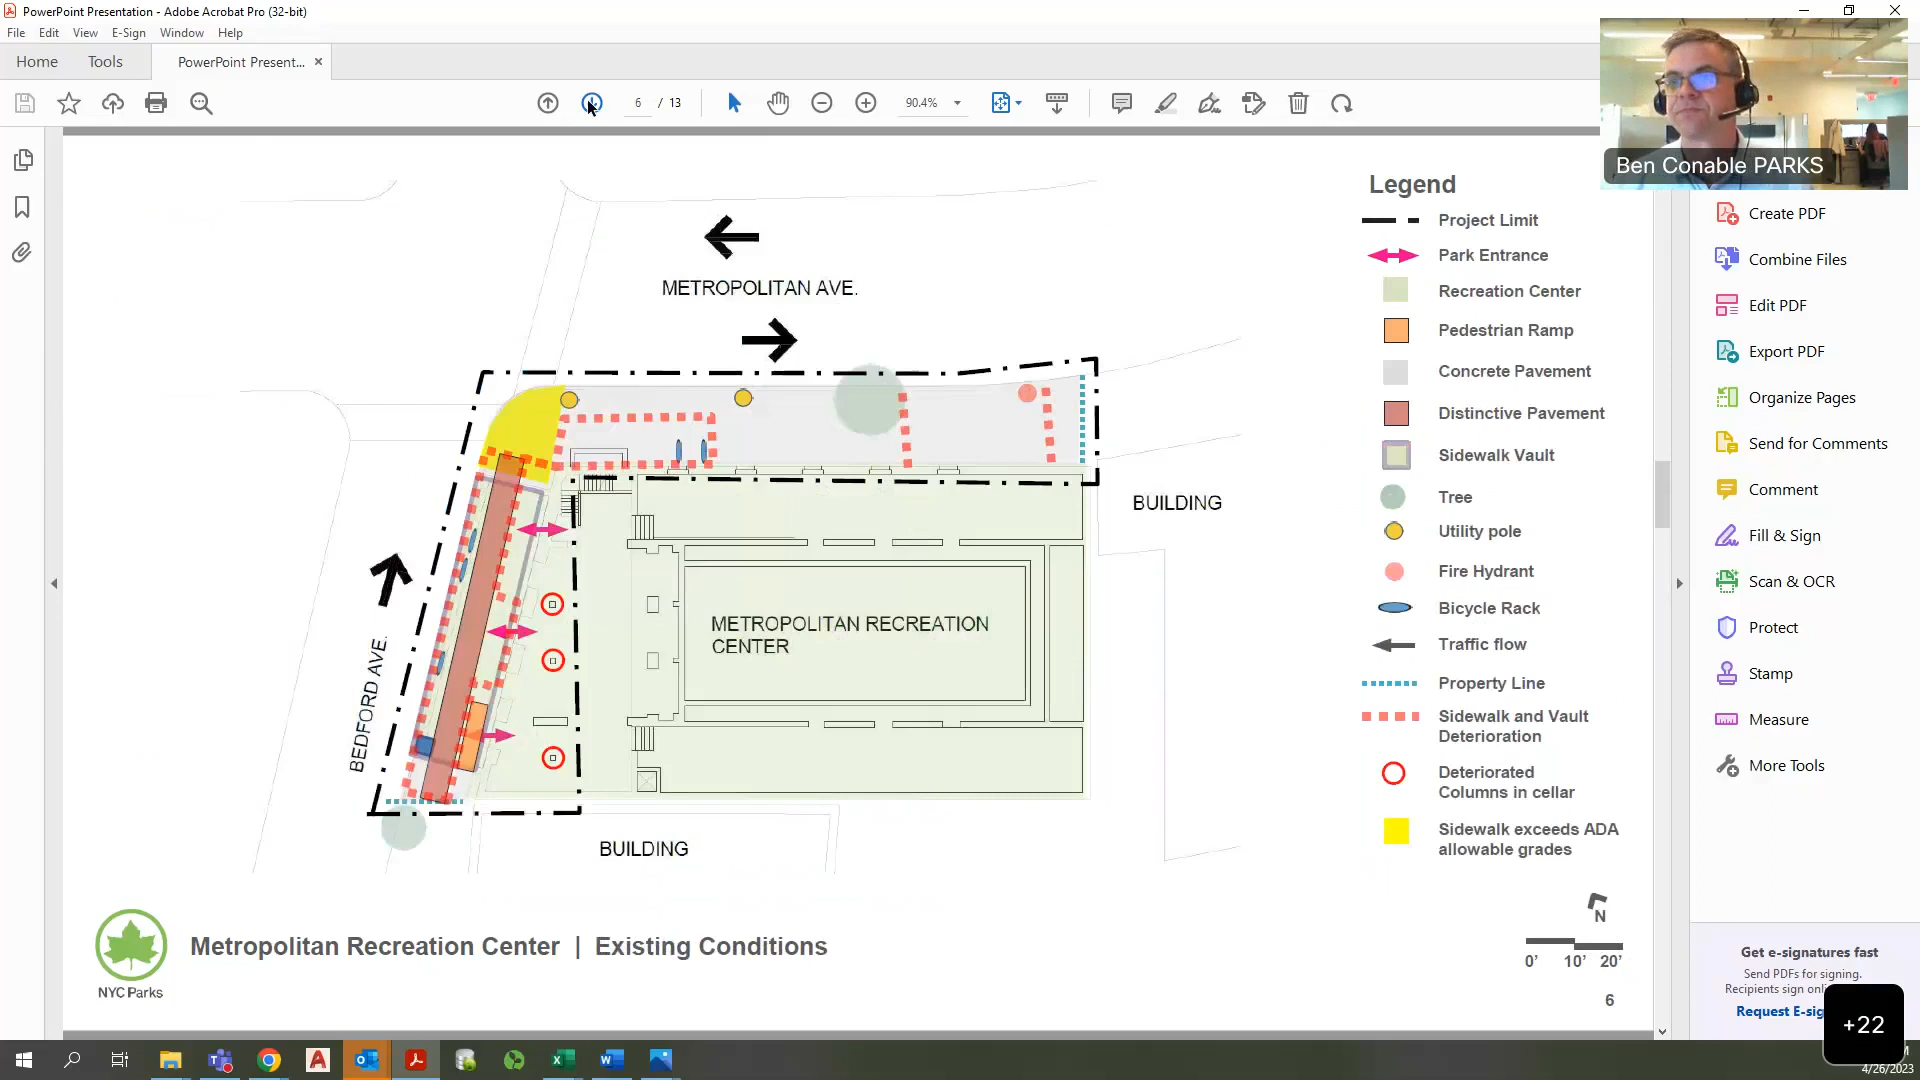 PowerPoint Presentation - Adobe Acrobat Pro (32-bit)
File Edit View E-Sign Window Help
Home Tools PowerPoint Present...
6 / 13 90.4%
Ben Conable PARKS
METROPOLITAN AVE.
BEDFORD AVE.
METROPOLITAN RECREATION
CENTER
BUILDING
BUILDING
Legend
Project Limit
Park Entrance
Recreation Center
Pedestrian Ramp
Concrete Pavement
Distinctive Pavement
Sidewalk Vault
Tree
Utility pole
Fire Hydrant
Bicycle Rack
Traffic flow
Property Line
Sidewalk and Vault
Deterioration
Deteriorated
Columns in cellar
Sidewalk exceeds ADA
allowable grades
N
0' 10' 20'
6
NYC Parks
Metropolitan Recreation Center | Existing Conditions
Create PDF
Combine Files
Edit PDF
Export PDF
Organize Pages
Send for Comments
Comment
Fill & Sign
Scan & OCR
Protect
Stamp
Measure
More Tools
Get e-signatures fast
Send PDFs for signing.
Recipients sign onl
Request E-sig
+22
4/26/2023